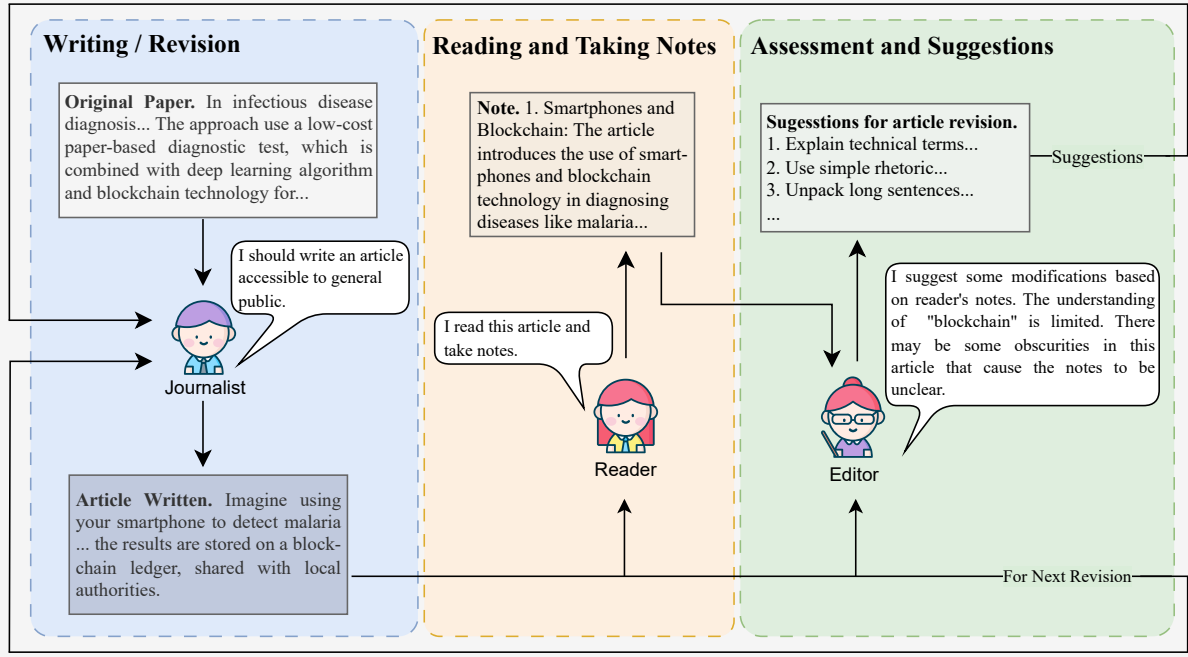 Writing / Revision
Original Paper. In infectious disease
diagnosis... The approach use a low-cost
paper-based diagnostic test, which is
combined with deep learning algorithm
and blockchain technology for...
I should write an article
accessible to general
public.
Journalist
Article Written. Imagine using
your smartphone to detect malaria
... the results are stored on a block-
chain ledger, shared with local
authorities.
Reading and Taking Notes
Note. 1. Smartphones and
Blockchain: The article
introduces the use of smart-
phones and blockchain
technology in diagnosing
diseases like malaria...
I read this article and
take notes.
Reader
Assessment and Suggestions
Sugesstions for article revision.
1. Explain technical terms...
2. Use simple rhetoric...
3. Unpack long sentences...
...
Suggestions
I suggest some modifications based
on reader's notes. The understanding
of "blockchain" is limited. There
may be some obscurities in this
article that cause the notes to be
unclear.
Editor
For Next Revision